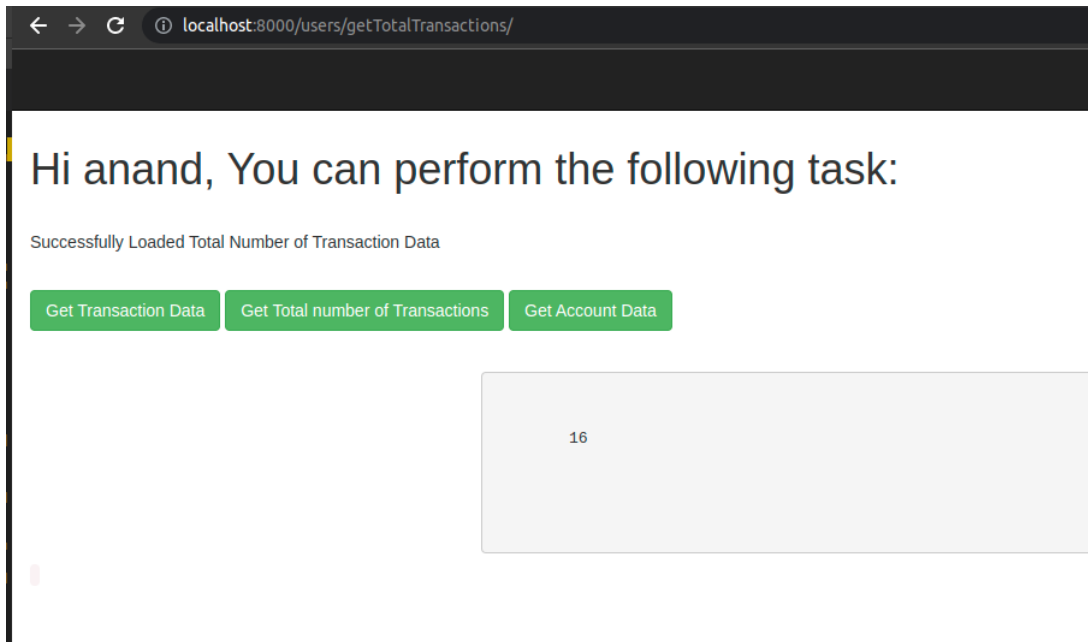 localhost:8000/users/getTotalTransactions/
Hi anand, You can perform the following task:
Successfully Loaded Total Number of Transaction Data
Get Transaction Data Get Total number of Transactions Get Account Data
16